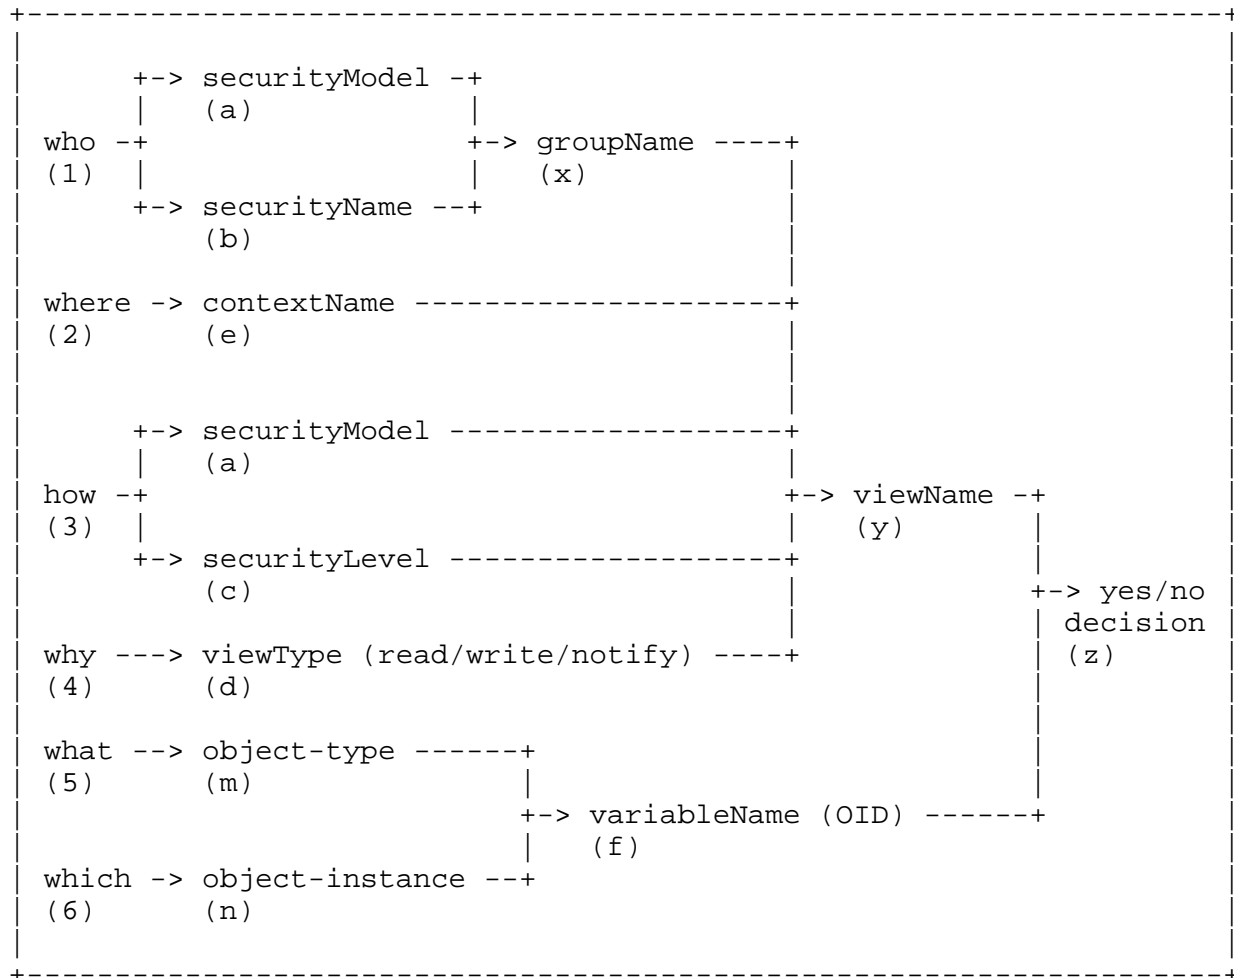 +--------------------------------------------------------------------+
|                                                                    |
|      +-> securityModel -+                                          |
|      |   (a)            |                                          |
| who -+                  +-> groupName ----+                        |
| (1)  |                  |   (x)           |                        |
|      +-> securityName --+                 |                        |
|          (b)                              |                        |
|                                           |                        |
| where -> contextName ---------------------+                        |
| (2)      (e)                              |                        |
|                                           |                        |
|                                           |                        |
|      +-> securityModel -------------------+                        |
|      |   (a)                              |                        |
| how -+                                    +-> viewName -+          |
| (3)  |                                    |   (y)       |          |
|      +-> securityLevel -------------------+             |          |
|          (c)                              |             +-> yes/no |
|                                           |             | decision |
| why ---> viewType (read/write/notify) ----+             | (z)      |
| (4)      (d)                                            |          |
|                                                         |          |
| what --> object-type ------+                            |          |
| (5)      (m)               |                            |          |
|                            +-> variableName (OID) ------+          |
|                            |   (f)                                 |
| which -> object-instance --+                                       |
| (6)      (n)                                                       |
|                                                                    |
+--------------------------------------------------------------------+